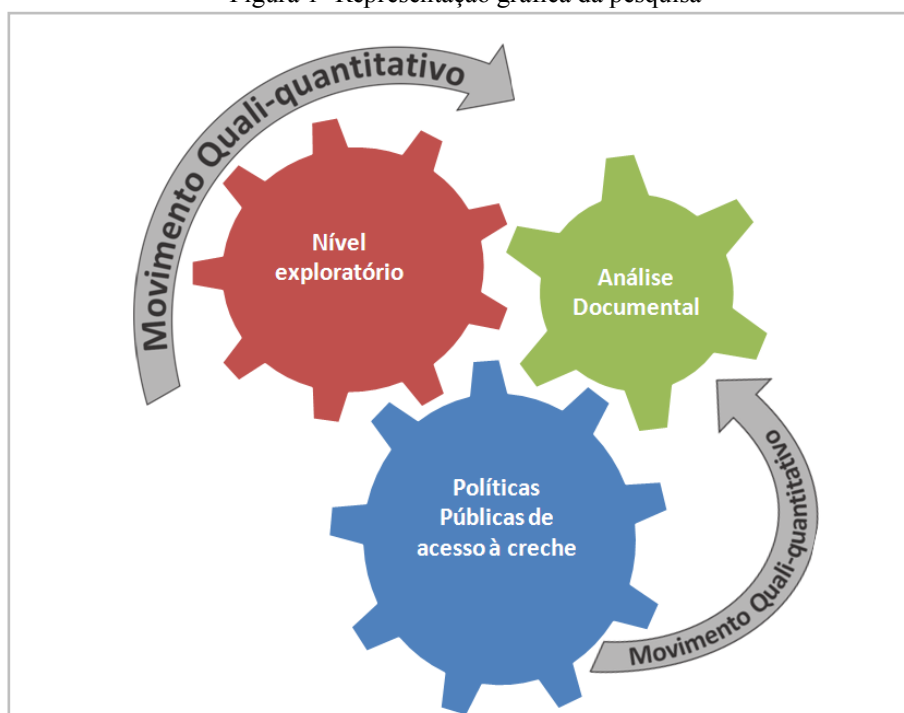 Figura 1- Representação gráfica da pesquisa
Movimento Quali-quantitativo
Nível
exploratório
Análise
Documental
Políticas
Públicas de
acesso à creche
Movimento Quali-quantitativo